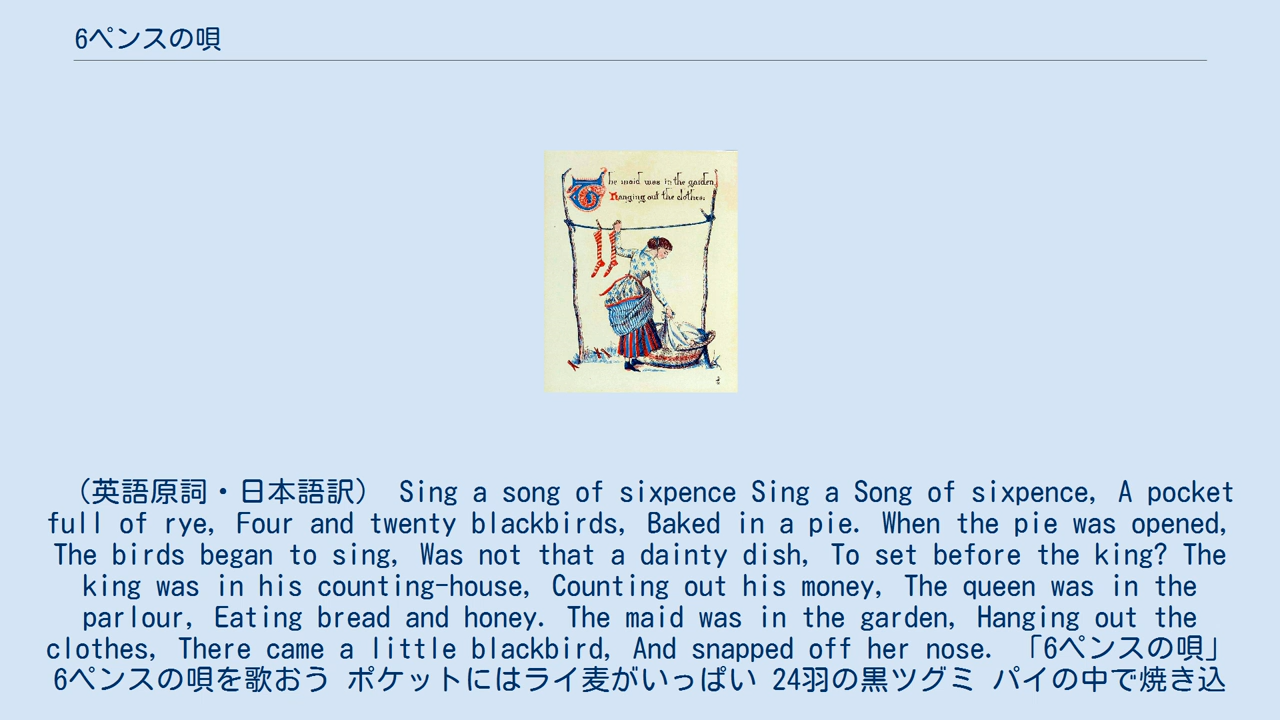 6ペンスの唄
The maid was in the garden,
Hanging out the clothes.
（英語原詞・日本語訳） Sing a song of sixpence Sing a Song of sixpence, A pocket
full of rye, Four and twenty blackbirds, Baked in a pie. When the pie was opened,
The birds began to sing, Was not that a dainty dish, To set before the king? The
king was in his counting-house, Counting out his money, The queen was in the
parlour, Eating bread and honey. The maid was in the garden, Hanging out the
clothes, There came a little blackbird, And snapped off her nose. 「6ペンスの唄」
6ペンスの唄を歌おう ポケットにはライ麦がいっぱい 24羽の黒ツグミ パイの中で焼き込